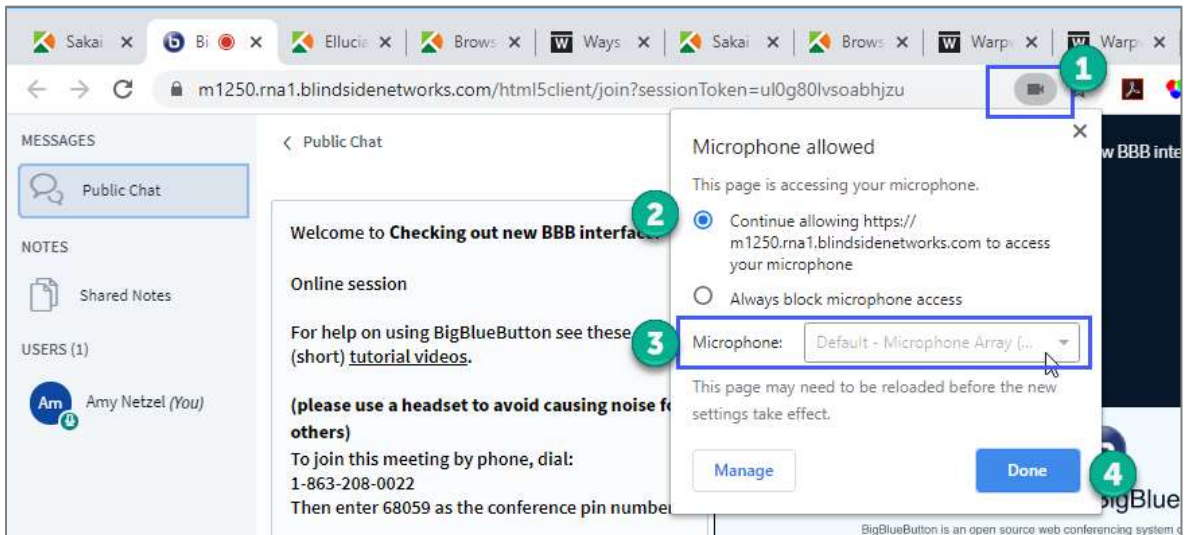 Sakai
Bi
Ellucia
Brows
Ways
Sakai
Brows
Warp
Warp
1
m1250.rna1.blindsidenetworks.com/html5client/join?sessionToken=ul0g80lvsoabhjzu
MESSAGES
Public Chat
NOTES
Shared Notes
USERS (1)
Am
Amy Netzel (You)
Public Chat
Welcome to Checking out new BBB interface!
Online session
For help on using BigBlueButton see these
(short) tutorial videos.
(please use a headset to avoid causing noise fo
others)
To join this meeting by phone, dial:
1-863-208-0022
Then enter 68059 as the conference pin number
Microphone allowed
This page is accessing your microphone.
2
Continue allowing https://
m1250.rna1.blindsidenetworks.com to access
your microphone
Always block microphone access
3
Microphone: Default - Microphone Array (...
This page may need to be reloaded before the new
settings take effect.
Manage
Done
4
w BBB inte
BigBlue
BigBlueButton is an open source web conferencing system